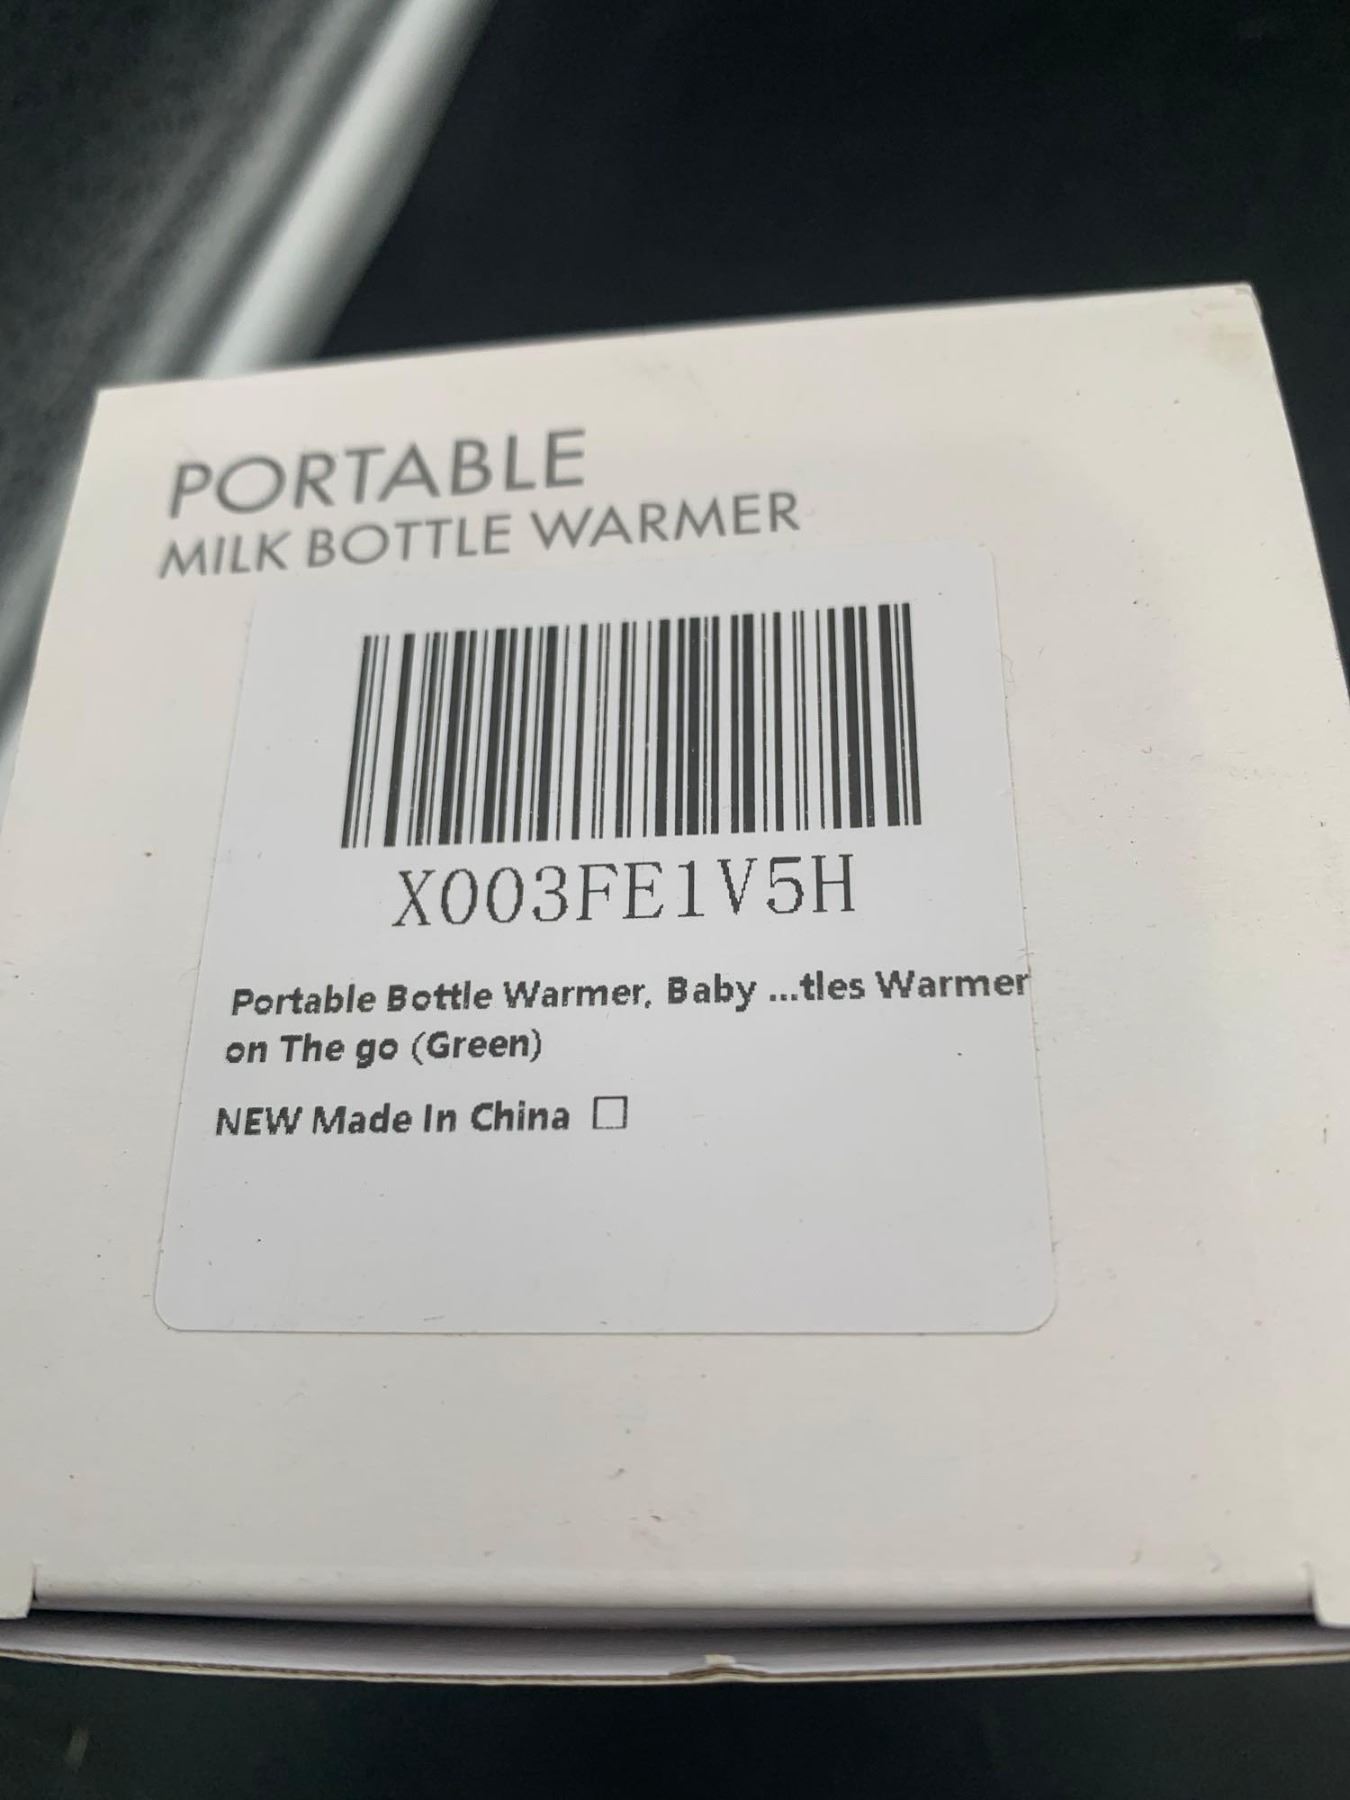 PORTABLE
MILK BOTTLE WARMER
X003FE1V5H
Portable Bottle Warmer, Baby ...tles Warmer
on The go (Green)
NEW Made In China □